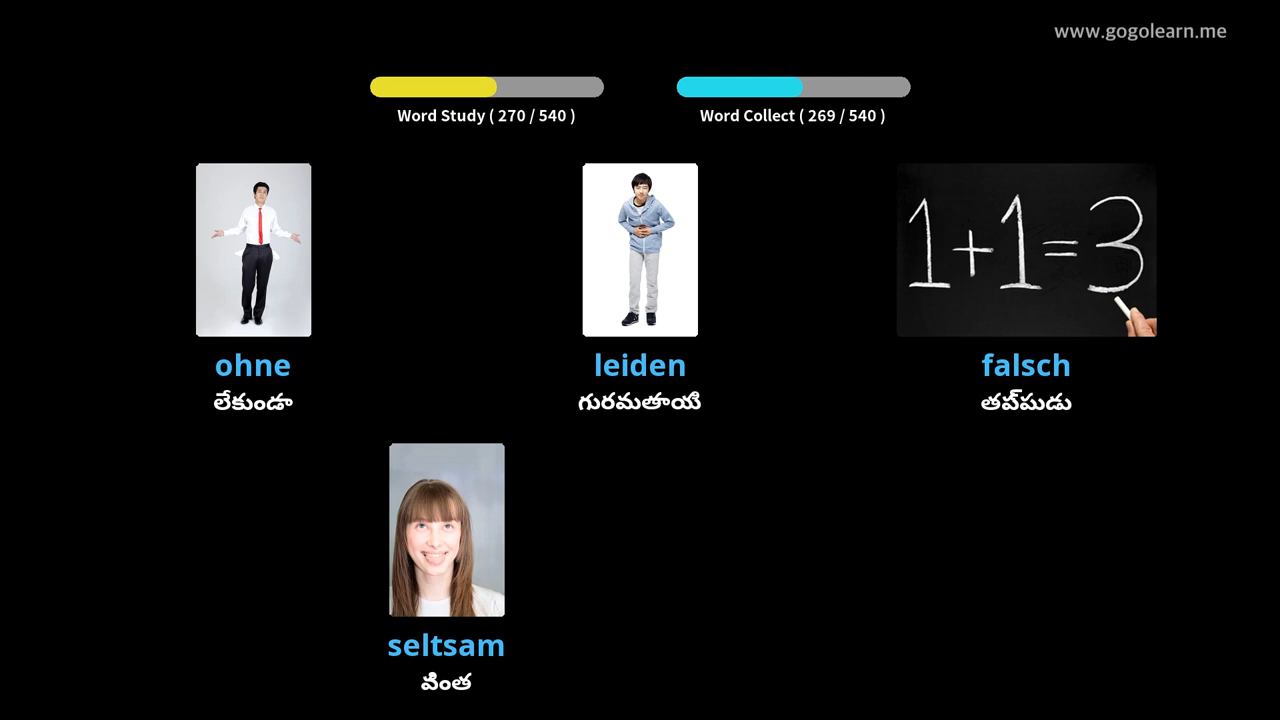 www.gogolearn.me
Word Study ( 270 / 540 )
Word Collect ( 269 / 540 )
1+1=3
ohne
లేకుండా
leiden
గురమతాయి
falsch
తప్పుడు
seltsam
వింత